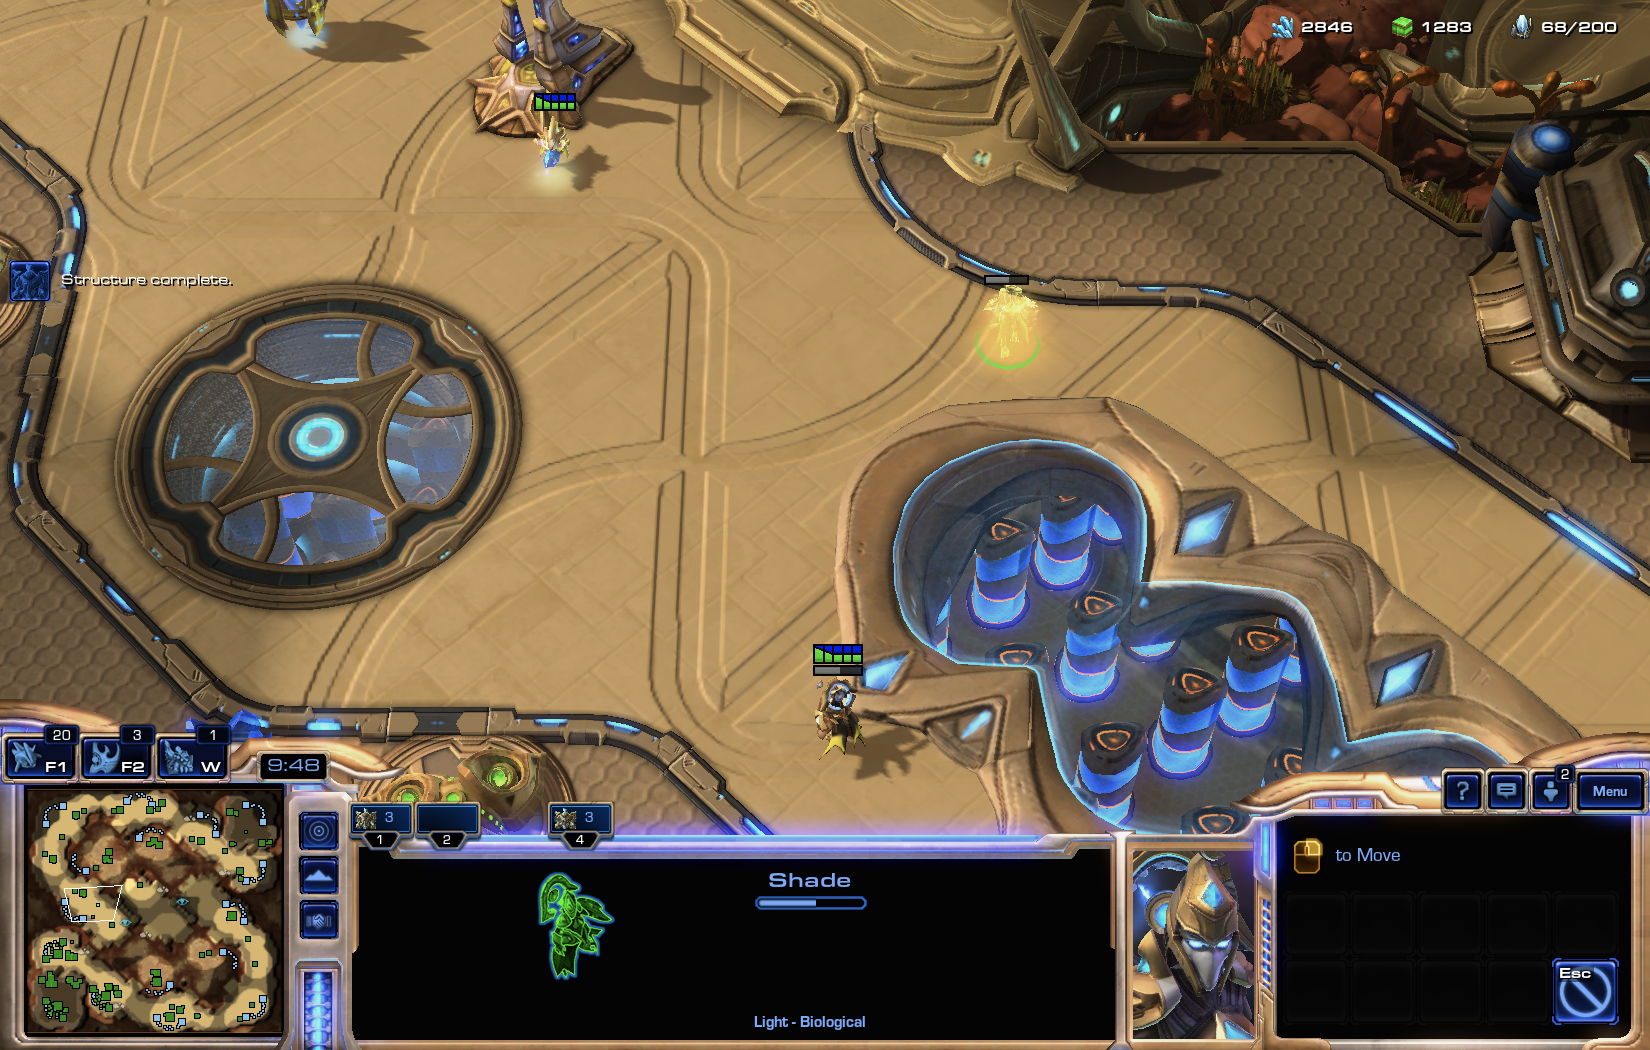 2846 1283 68/200
Structure complete.
20 3 1
F1 F2 W
9:48
3 3
1 2 4
Shade
Light - Biological
2
? Menu
to Move
Esc